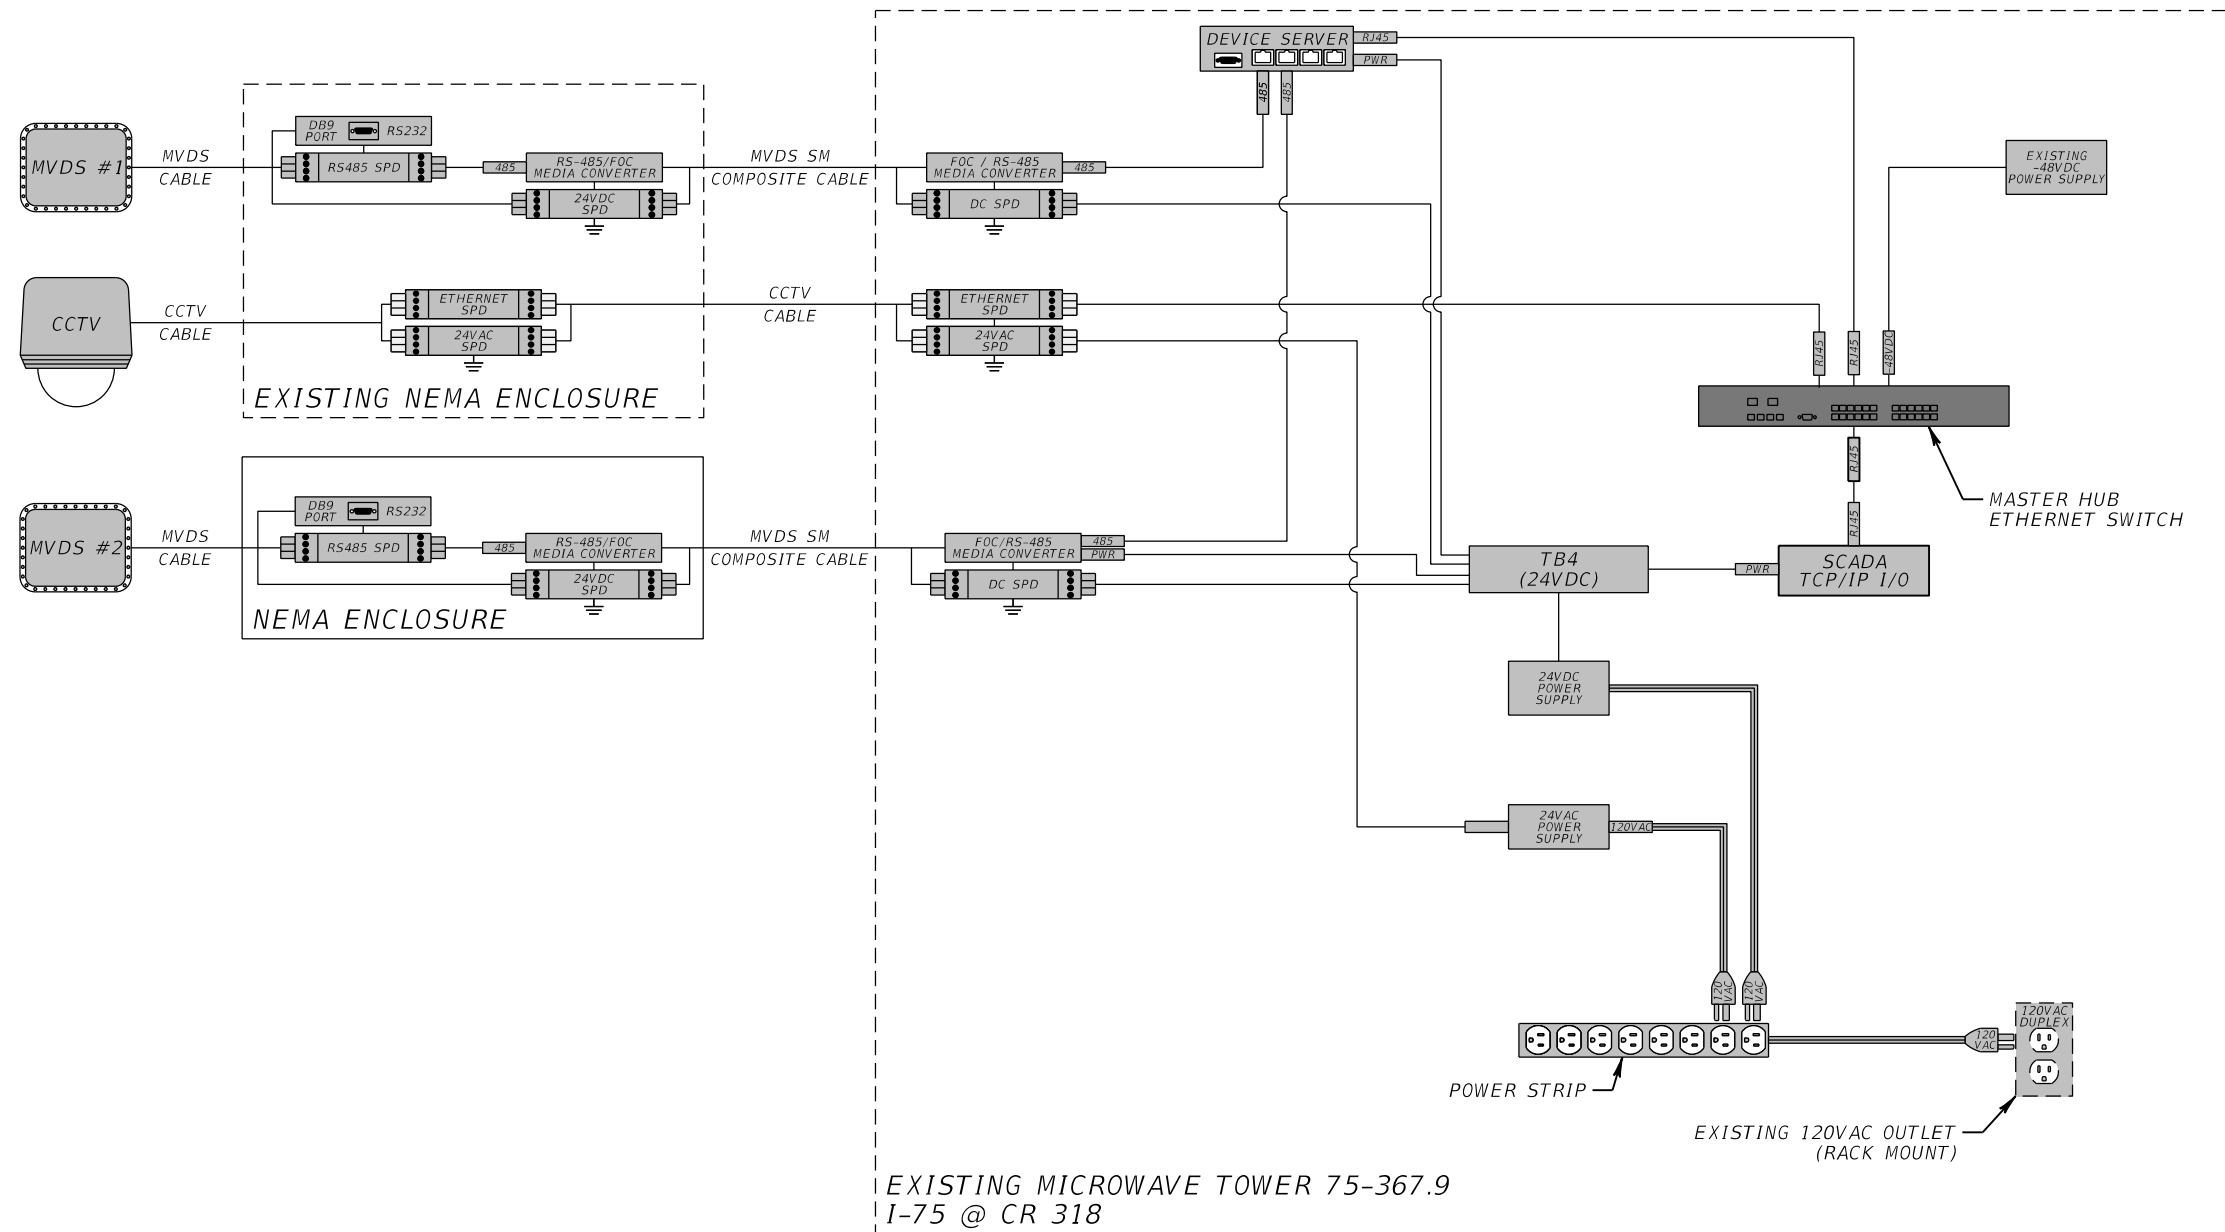 DEVICE SERVER
RJ45
PWR
485
485
MVDS #1
MVDS
CABLE
DB9
PORT
RS232
RS485 SPD
485
RS-485/FOC
MEDIA CONVERTER
24VDC
SPD
MVDS SM
COMPOSITE CABLE
FOC / RS-485
MEDIA CONVERTER
485
DC SPD
EXISTING
-48VDC
POWER SUPPLY
CCTV
CCTV
CABLE
ETHERNET
SPD
24VAC
SPD
EXISTING NEMA ENCLOSURE
CCTV
CABLE
ETHERNET
SPD
24VAC
SPD
RJ45
RJ45
-48VDC
RJ45
MASTER HUB
ETHERNET SWITCH
RJ45
MVDS #2
MVDS
CABLE
DB9
PORT
RS232
RS485 SPD
485
RS-485/FOC
MEDIA CONVERTER
24VDC
SPD
NEMA ENCLOSURE
MVDS SM
COMPOSITE CABLE
FOC/RS-485
MEDIA CONVERTER
485
PWR
DC SPD
TB4
(24VDC)
PWR
SCADA
TCP/IP I/O
24VDC
POWER
SUPPLY
24VAC
POWER
SUPPLY
120VAC
120
VAC
120
VAC
120
VAC
120VAC
DUPLEX
POWER STRIP
EXISTING 120VAC OUTLET
(RACK MOUNT)
EXISTING MICROWAVE TOWER 75-367.9
I-75 @ CR 318